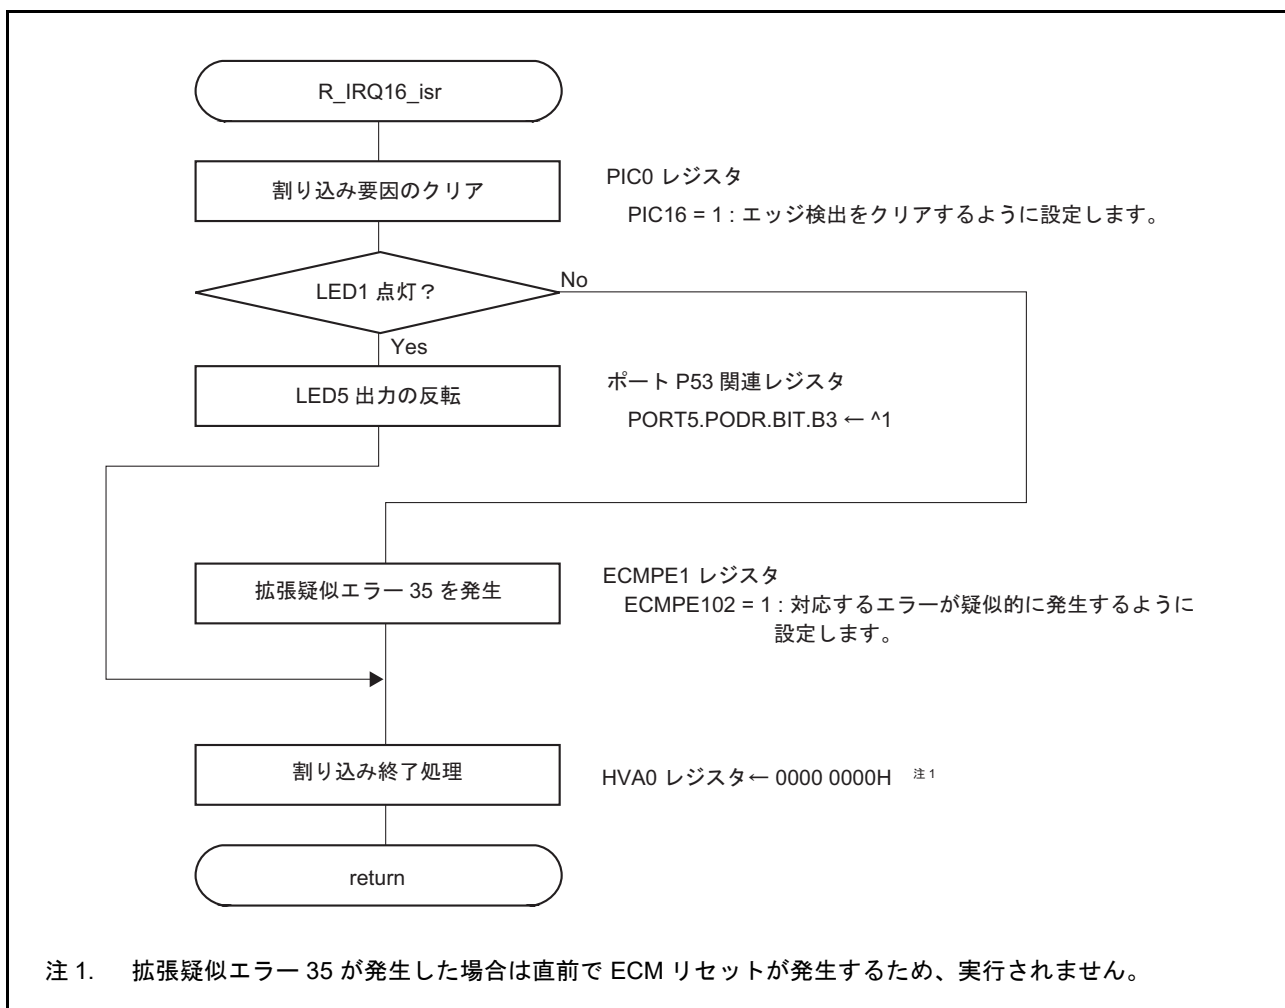 R_IRQ16_isr
割り込み要因のクリア
PIC0 レジスタ
PIC16 = 1 : エッジ検出をクリアするように設定します。
LED1 点灯？
No
Yes
LED5 出力の反転
ポート P53 関連レジスタ
PORT5.PODR.BIT.B3 ← ^1
拡張疑似エラー 35 を発生
ECMPE1 レジスタ
ECMPE102 = 1 : 対応するエラーが疑似的に発生するように
設定します。
割り込み終了処理
HVA0 レジスタ← 0000 0000H 注 1
return
注 1. 拡張疑似エラー 35 が発生した場合は直前で ECM リセットが発生するため、実行されません。